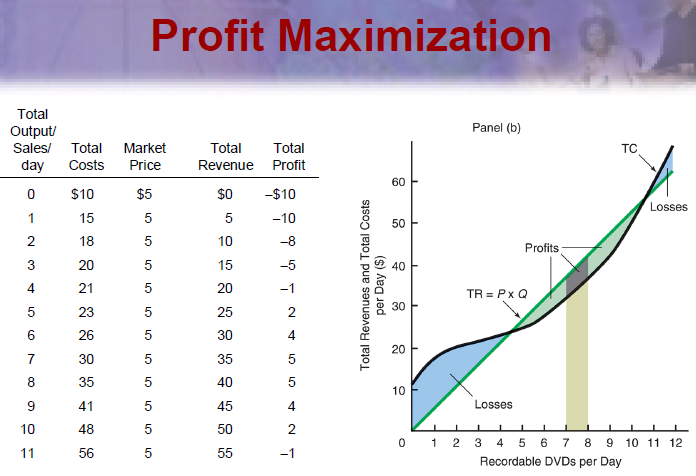 Profit Maximization
Total
Output/
Sales/ Total Market Total Total
day Costs Price Revenue Profit
0 $10 $5 $0 –$10
1 15 5 5 –10
2 18 5 10 –8
3 20 5 15 –5
4 21 5 20 –1
5 23 5 25 2
6 26 5 30 4
7 30 5 35 5
8 35 5 40 5
9 41 5 45 4
10 48 5 50 2
11 56 5 55 –1
Panel (b)
Total Revenues and Total Costs
per Day ($)
60
50
40
30
20
10
TC
Losses
Profits
TR = P x Q
Losses
0 1 2 3 4 5 6 7 8 9 10 11 12
Recordable DVDs per Day